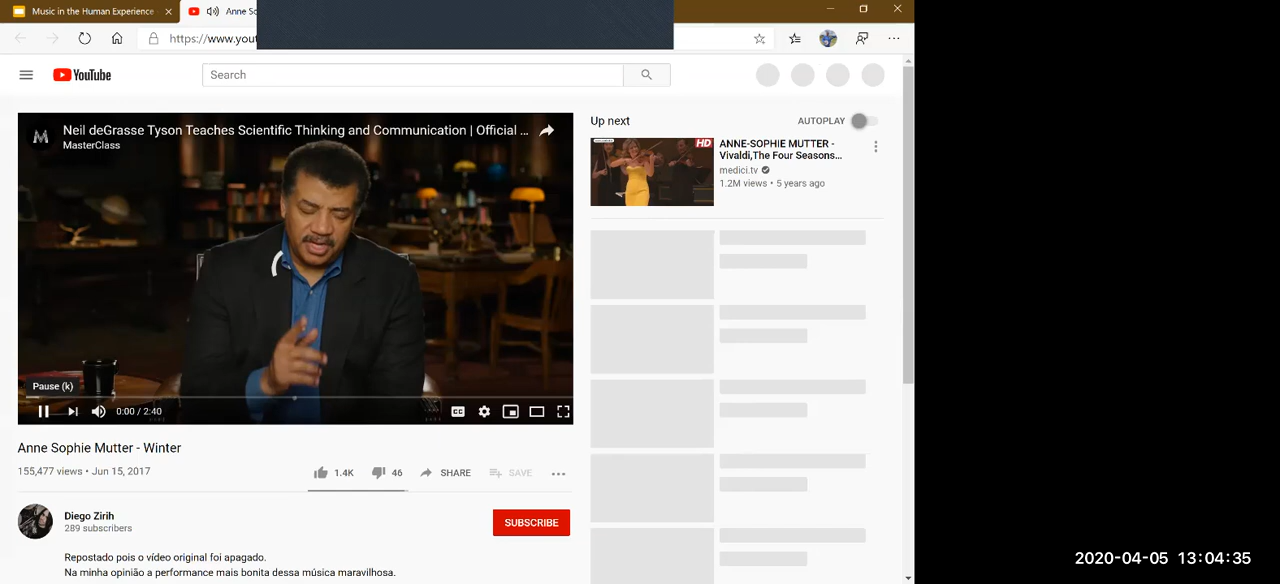 Music in the Human Experience
Anne So
https://www.yout
YouTube
Search
Neil deGrasse Tyson Teaches Scientific Thinking and Communication | Official ...
MasterClass
Pause (k)
0:00 / 2:40
CC
Anne Sophie Mutter - Winter
155,477 views • Jun 15, 2017
1.4K
46
SHARE
SAVE
Diego Zirih
289 subscribers
SUBSCRIBE
Repostado pois o vídeo original foi apagado.
Na minha opinião a performance mais bonita dessa música maravilhosa.
Up next
AUTOPLAY
HD
ANNE-SOPHIE MUTTER -
Vivaldi,The Four Seasons...
medici.tv
1.2M views • 5 years ago
2020-04-05 13:04:35